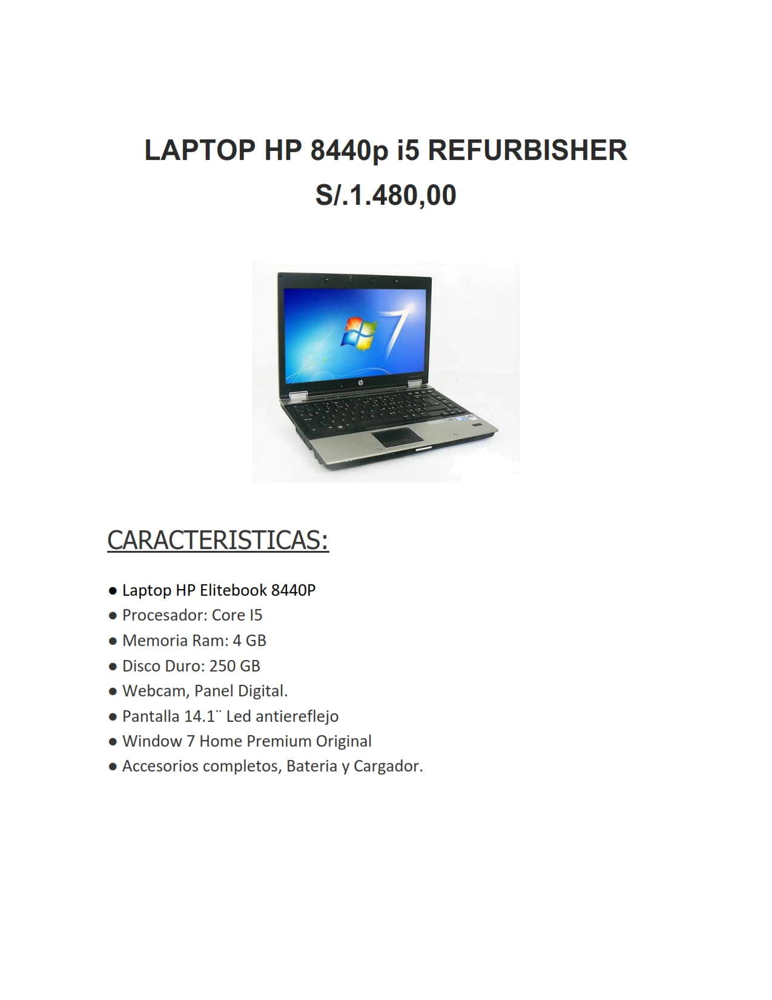 LAPTOP HP 8440p i5 REFURBISHER
S/.1.480,00
7
hp
CARACTERISTICAS:
● Laptop HP Elitebook 8440P
● Procesador: Core I5
● Memoria Ram: 4 GB
● Disco Duro: 250 GB
● Webcam, Panel Digital.
● Pantalla 14.1¨ Led antiereflejo
● Window 7 Home Premium Original
● Accesorios completos, Bateria y Cargador.